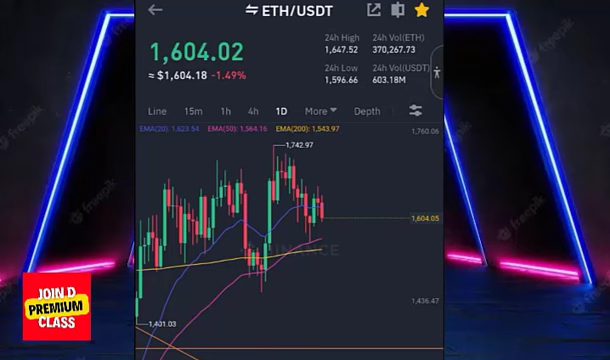 ETH/USDT
1,604.02
≈ $1,604.18 -1.49%
24h High
1,647.52
24h Vol(ETH)
370,267.73
24h Low
1,596.66
24h Vol(USDT)
603.18M
Line 15m 1h 4h 1D More Depth
EMA(20): 1,623.54 EMA(50): 1,564.16 EMA(200): 1,543.97
1,760.06
1,742.97
1,604.05
1,436.47
JOIN D
PREMIUM
CLASS
freepik
freepik
freepik